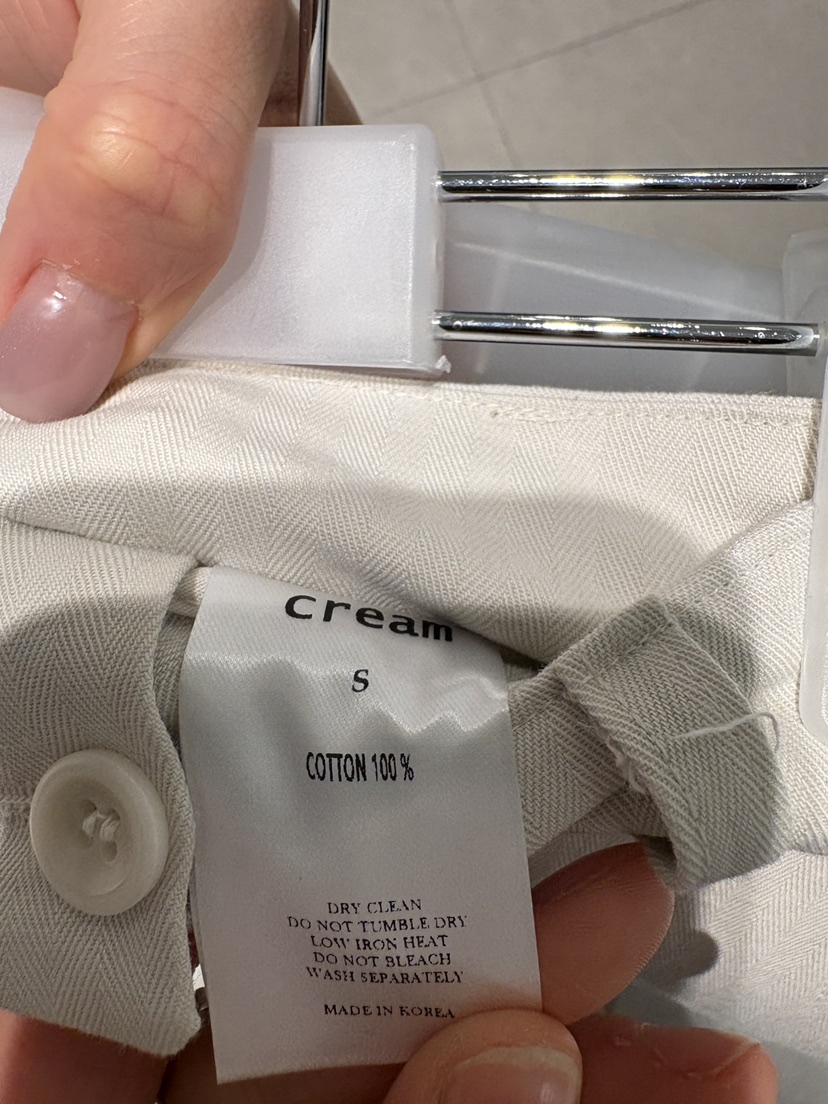 cream
S
COTTON 100 %
DRY CLEAN
DO NOT TUMBLE DRY
LOW IRON HEAT
DO NOT BLEACH
WASH SEPARATELY
MADE IN KOREA